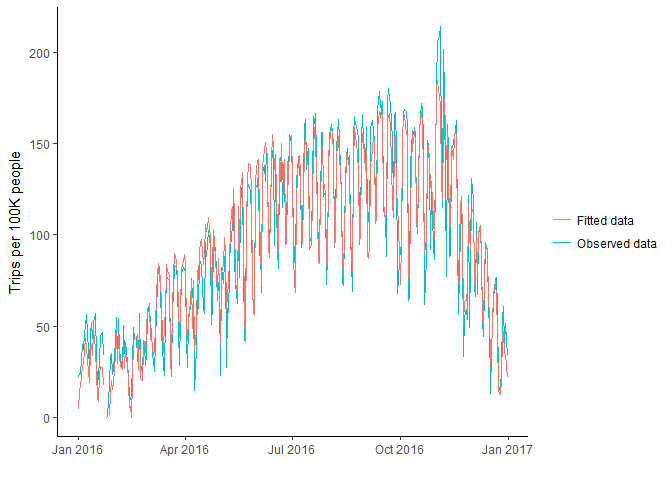 Trips per 100K people
200
150
100
50
0
Jan 2016 Apr 2016 Jul 2016 Oct 2016 Jan 2017
Fitted data
Observed data